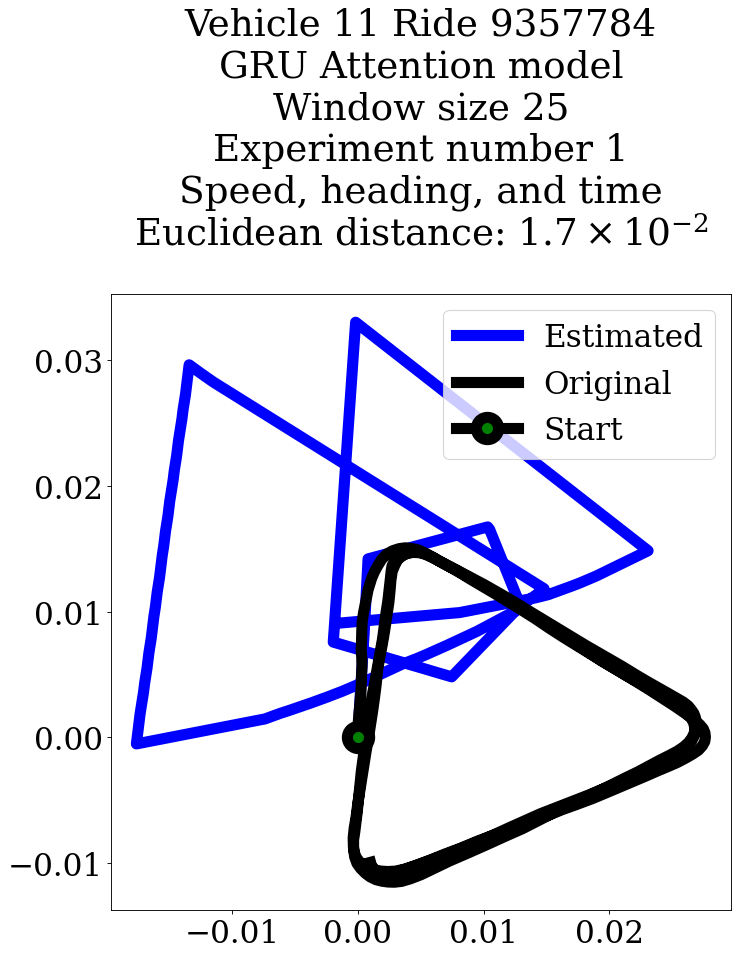 Vehicle 11 Ride 9357784
GRU Attention model
Window size 25
Experiment number 1
Speed, heading, and time
Euclidean distance: 1.7 × 10⁻²
Estimated
Original
Start
0.03
0.02
0.01
0.00
−0.01
−0.01 0.00 0.01 0.02